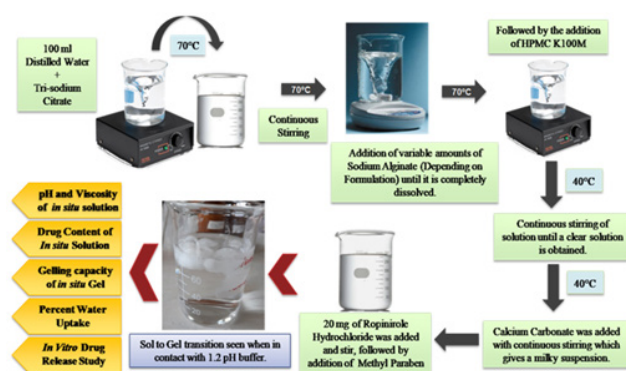 100 ml
Distilled Water
+
Tri-sodium
Citrate
70°C
70°C
Continuous
Stirring
Addition of variable amounts of
Sodium Alginate (Depending on
Formulation) until it is completely
dissolved.
70°C
Followed by the addition
of HPMC K100M
40°C
Continuous stirring of
solution until a clear solution
is obtained.
40°C
Calcium Carbonate was added
with continuous stirring which
gives a milky suspension.
20 mg of Ropinirole
Hydrochloride was added
and stir, followed by
addition of Methyl Paraben
Sol to Gel transition seen when in
contact with 1.2 pH buffer.
pH and Viscosity
of in situ solution
Drug Content of
In situ Solution
Gelling capacity
of in situ Gel
Percent Water
Uptake
In Vitro Drug
Release Study